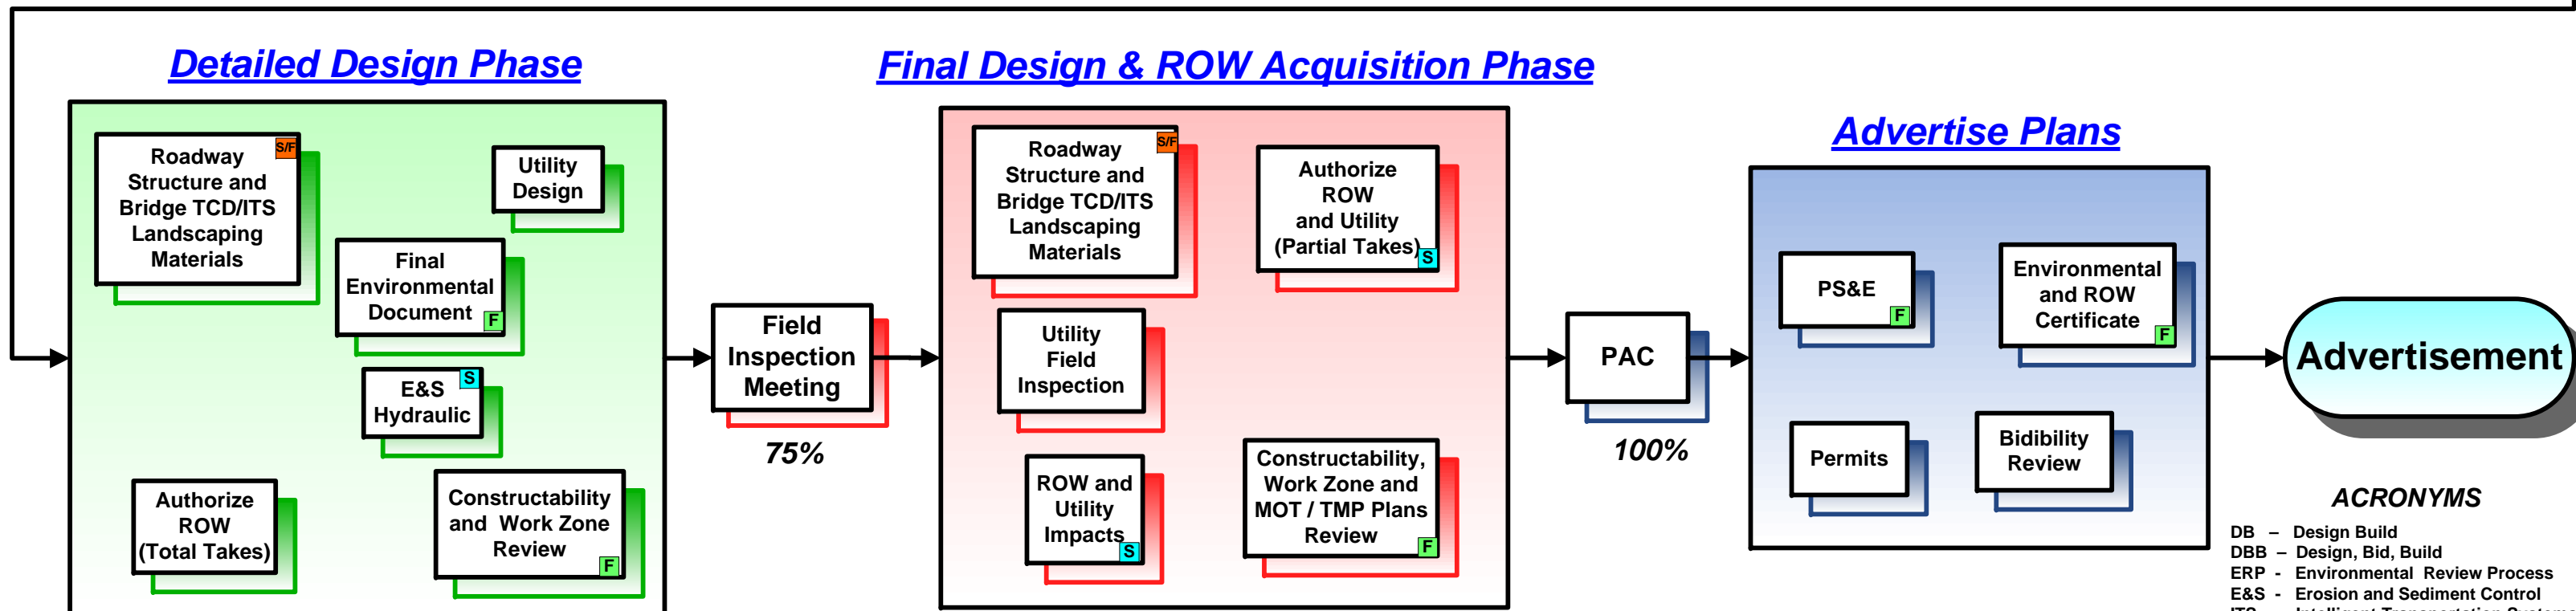 Detailed Design Phase
Roadway
Structure and
Bridge TCD/ITS
Landscaping
Materials
S/F
Utility
Design
Final
Environmental
Document
F
E&S
Hydraulic
S
Authorize
ROW
(Total Takes)
Constructability
and Work Zone
Review
F
Field
Inspection
Meeting
75%
Final Design & ROW Acquisition Phase
Roadway
Structure and
Bridge TCD/ITS
Landscaping
Materials
S/F
Authorize
ROW
and Utility
(Partial Takes)
S
Utility
Field
Inspection
ROW and
Utility
Impacts
S
Constructability,
Work Zone and
MOT / TMP Plans
Review
F
PAC
100%
Advertise Plans
PS&E
F
Environmental
and ROW
Certificate
F
Permits
Bidibility
Review
Advertisement
ACRONYMS
DB – Design Build
DBB – Design, Bid, Build
ERP - Environmental Review Process
E&S - Erosion and Sediment Control